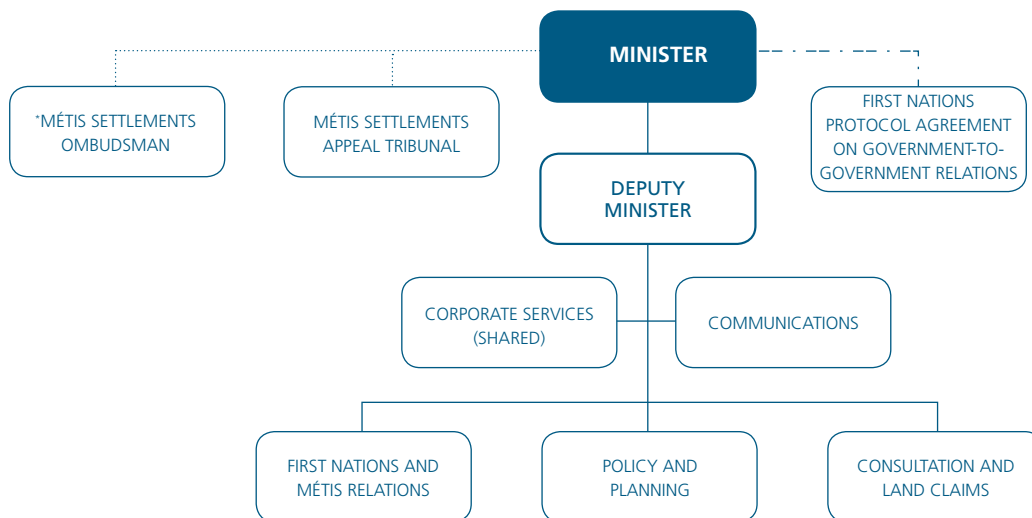 MINISTER
*MÉTIS SETTLEMENTS
OMBUDSMAN
MÉTIS SETTLEMENTS
APPEAL TRIBUNAL
FIRST NATIONS
PROTOCOL AGREEMENT
ON GOVERNMENT-TO-
GOVERNMENT RELATIONS
DEPUTY
MINISTER
CORPORATE SERVICES
(SHARED)
COMMUNICATIONS
FIRST NATIONS AND
MÉTIS RELATIONS
POLICY AND
PLANNING
CONSULTATION AND
LAND CLAIMS